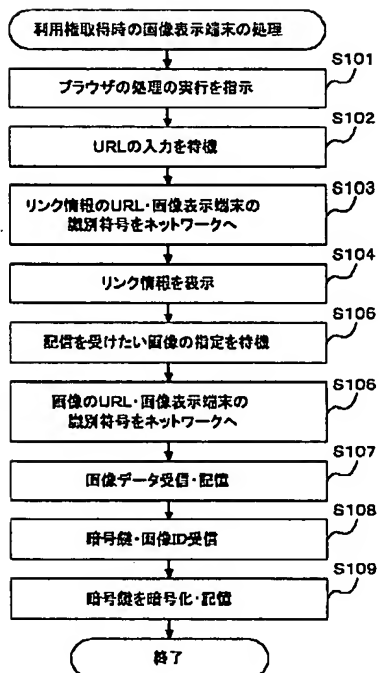 利用権取得時の画像表示端末の処理
S101
ブラウザの処理の実行を指示
S102
URLの入力を待機
S103
リンク情報のURL・画像表示端末の
識別符号をネットワークへ
S104
リンク情報を表示
S106
配信を受けたい画像の指定を待機
S106
画像のURL・画像表示端末の
識別符号をネットワークへ
S107
画像データ受信・記憶
S108
暗号鍵・画像ID受信
S109
暗号鍵を暗号化・記憶
終了